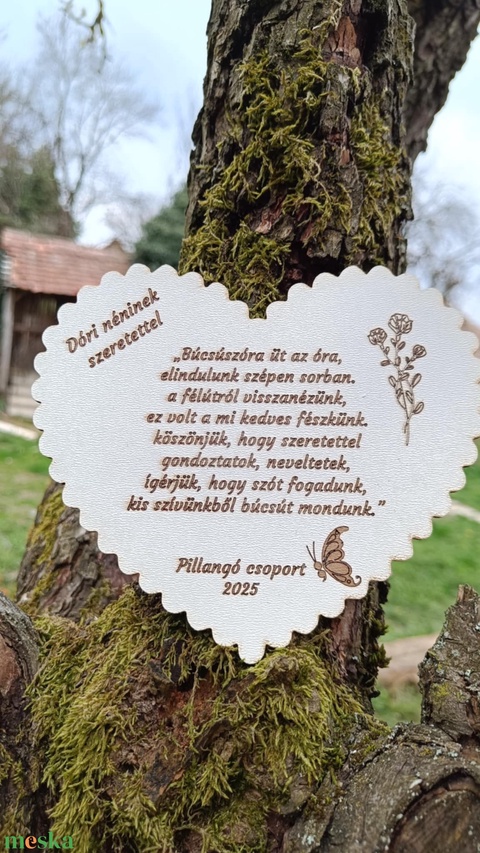 Dóri néninek
szeretettel
„Búcsúszóra üt az óra,
elindulunk szépen sorban.
a félútról visszanézünk,
ez volt a mi kedves fészkünk.
köszönjük, hogy szeretettel
gondoztatok, neveltetek,
ígérjük, hogy szót fogadunk,
kis szívünkből búcsút mondunk.”
Pillangó csoport
2025
meska